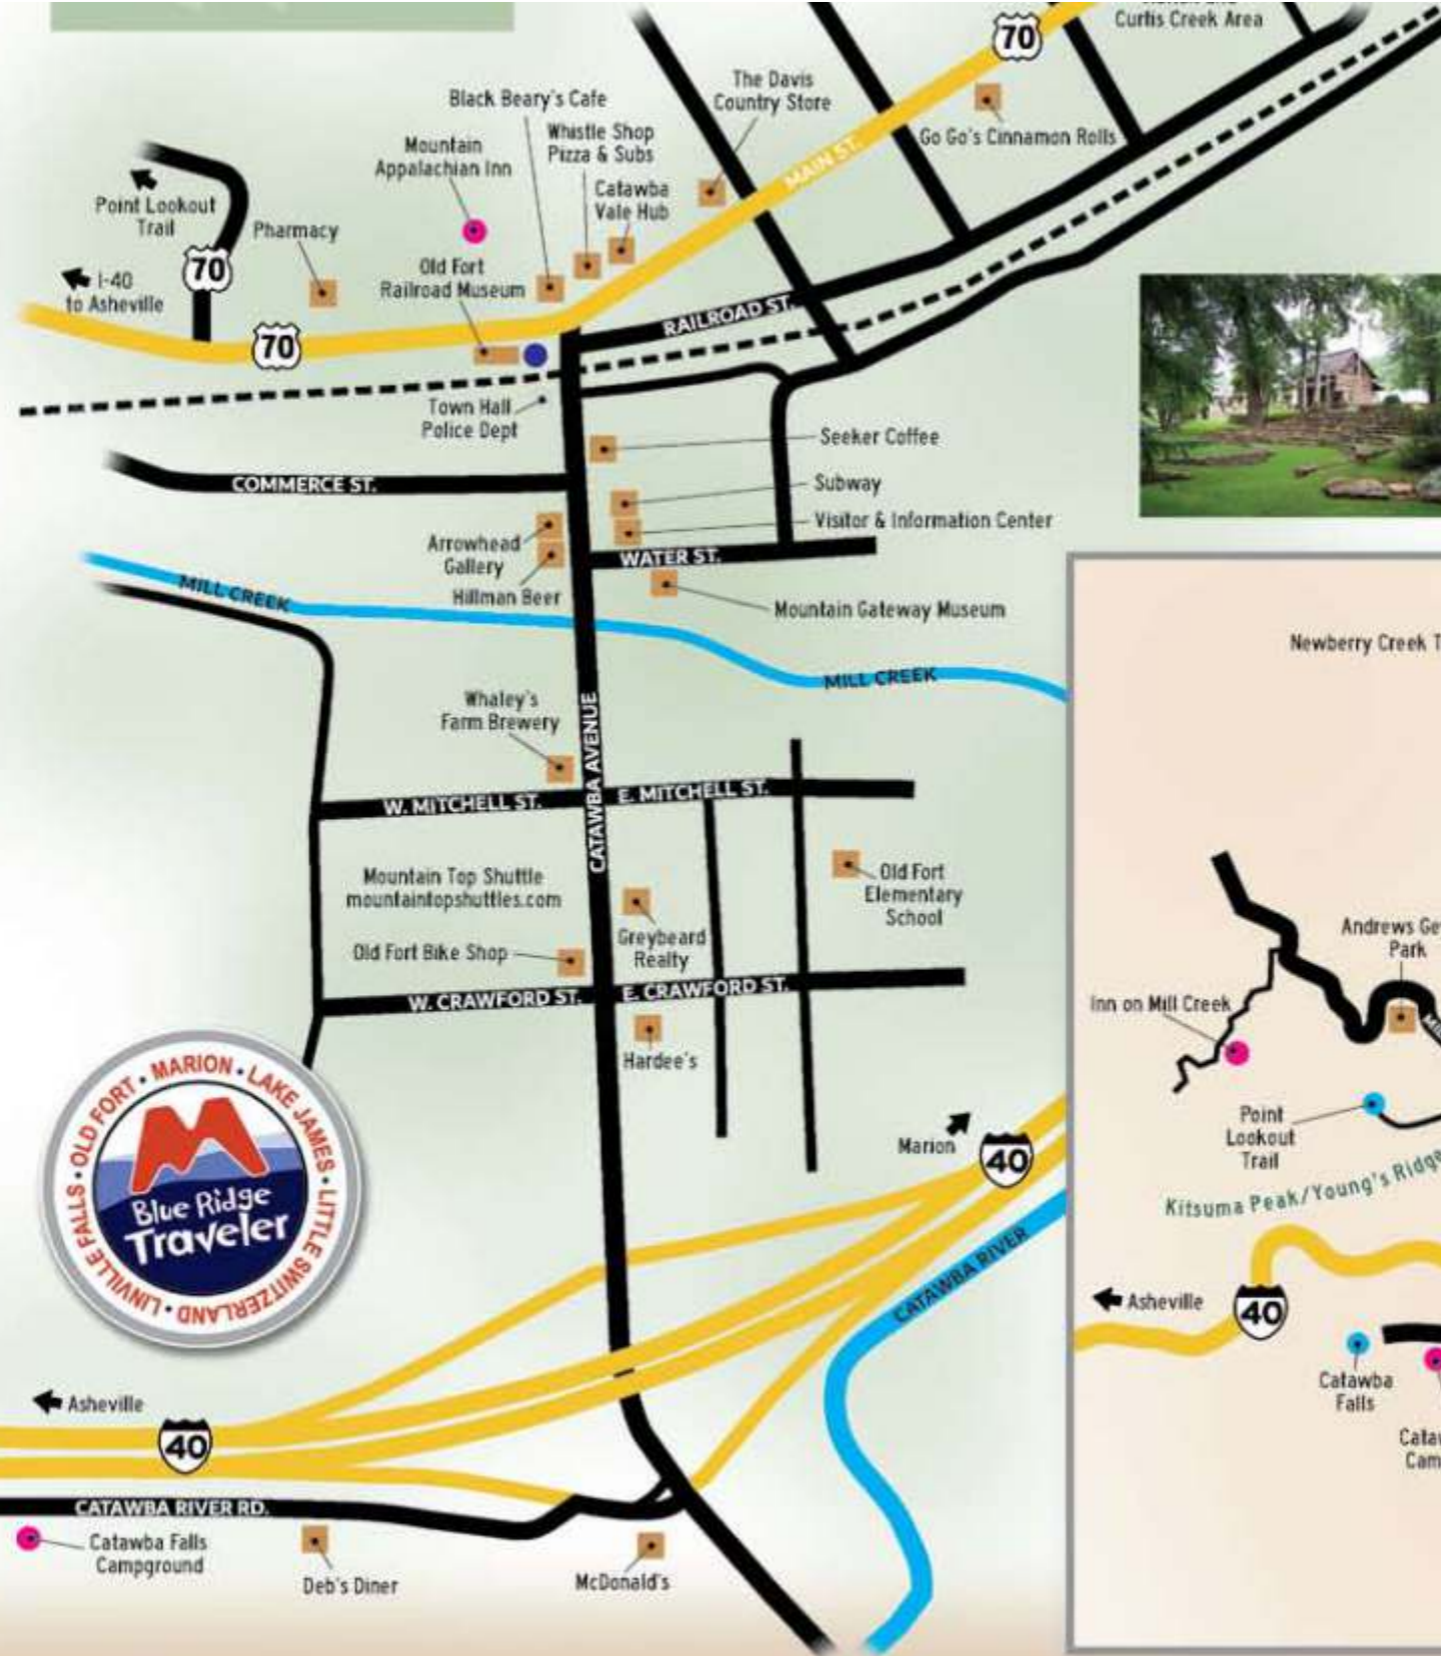 Curtis Creek Area
70
The Davis
Country Store
Black Beary's Cafe
Whistle Shop
Pizza & Subs
Go Go's Cinnamon Rolls
MAIN ST.
Mountain
Appalachian Inn
Catawba
Vale Hub
Point Lookout
Trail
Pharmacy
70
I-40
to Asheville
Old Fort
Railroad Museum
RAILROAD ST.
70
Town Hall
Police Dept
Seeker Coffee
COMMERCE ST.
Subway
Visitor & Information Center
Arrowhead
Gallery
WATER ST.
Hillman Beer
MILL CREEK
Mountain Gateway Museum
MILL CREEK
Whaley's
Farm Brewery
CATAWBA AVENUE
W. MITCHELL ST.
E. MITCHELL ST.
Mountain Top Shuttle
mountaintopshuttles.com
Old Fort
Elementary
School
Old Fort Bike Shop
Greybeard
Realty
W. CRAWFORD ST.
E. CRAWFORD ST.
Hardee's
OLD FORT • MARION • LAKE JAMES • LITTLE SWITZERLAND • LINVILLE FALLS •
M
Blue Ridge
Traveler
Marion
40
CATAWBA RIVER
Asheville
40
CATAWBA RIVER RD.
Catawba Falls
Campground
Deb's Diner
McDonald's
Newberry Creek T
Andrews Ge
Park
Inn on Mill Creek
Point
Lookout
Trail
Kitsuma Peak/Young's Ridge
Asheville
40
Catawba
Falls
Cam